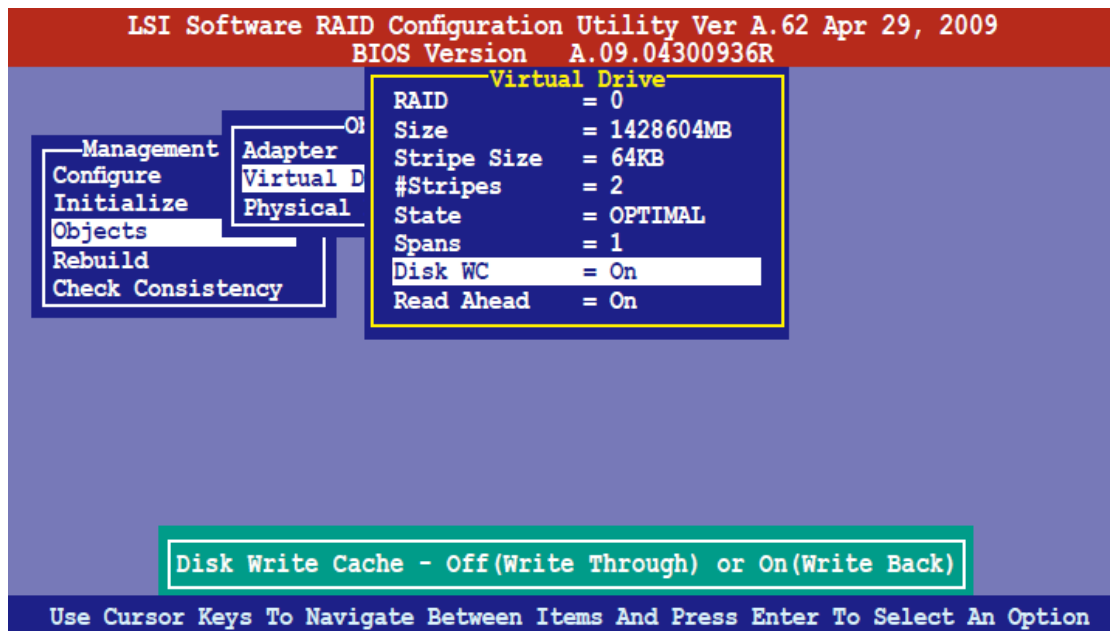 LSI Software RAID Configuration Utility Ver A.62 Apr 29, 2009
BIOS Version A.09.04300936R
Management
Configure
Initialize
Objects
Rebuild
Check Consistency
Adapter
Virtual D
Physical
Virtual Drive
RAID = 0
Size = 1428604MB
Stripe Size = 64KB
#Stripes = 2
State = OPTIMAL
Spans = 1
Disk WC = On
Read Ahead = On
Disk Write Cache - Off(Write Through) or On(Write Back)
Use Cursor Keys To Navigate Between Items And Press Enter To Select An Option